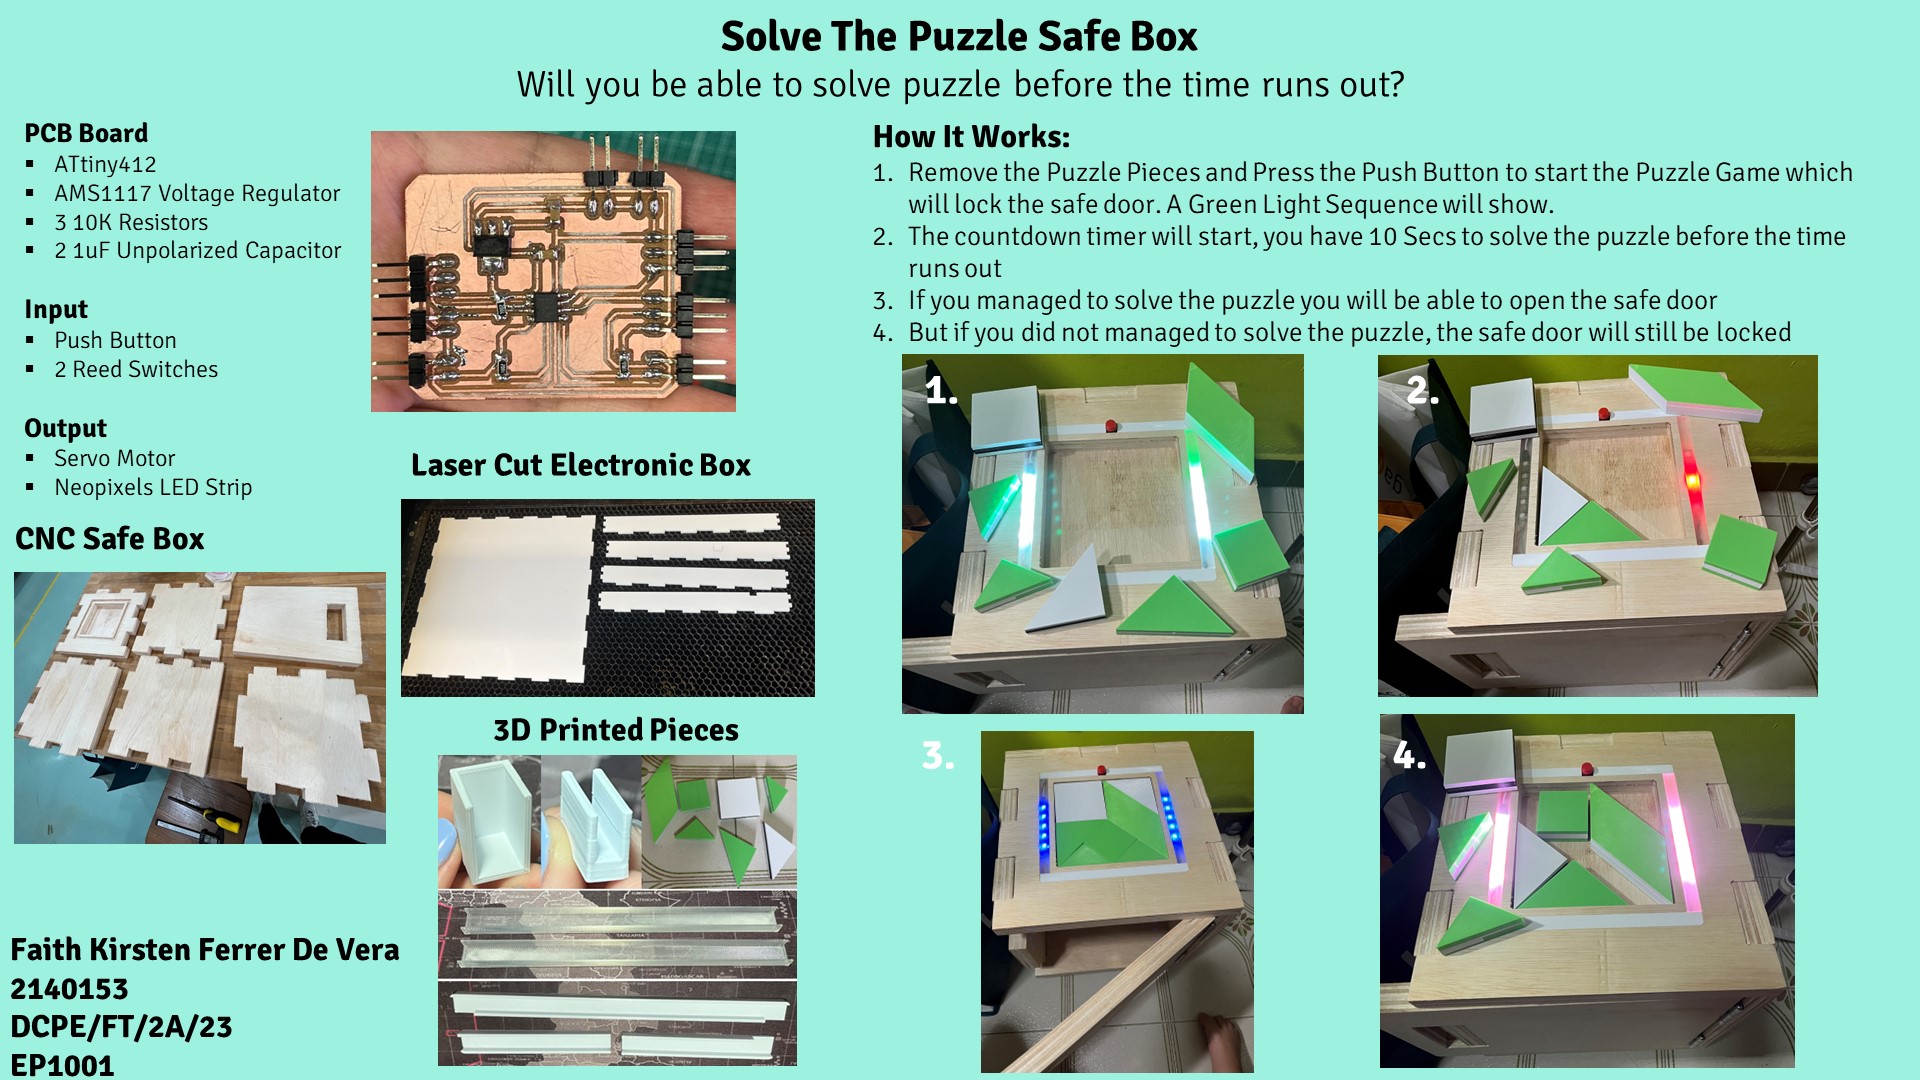 Solve The Puzzle Safe Box
Will you be able to solve puzzle before the time runs out?
PCB Board
▪ ATtiny412
▪ AMS1117 Voltage Regulator
▪ 3 10K Resistors
▪ 2 1uF Unpolarized Capacitor
Input
▪ Push Button
▪ 2 Reed Switches
Output
▪ Servo Motor
▪ Neopixels LED Strip
CNC Safe Box
Laser Cut Electronic Box
3D Printed Pieces
Faith Kirsten Ferrer De Vera
2140153
DCPE/FT/2A/23
EP1001
How It Works:
1. Remove the Puzzle Pieces and Press the Push Button to start the Puzzle Game which
will lock the safe door. A Green Light Sequence will show.
2. The countdown timer will start, you have 10 Secs to solve the puzzle before the time
runs out
3. If you managed to solve the puzzle you will be able to open the safe door
4. But if you did not managed to solve the puzzle, the safe door will still be locked
1.
2.
3.
4.